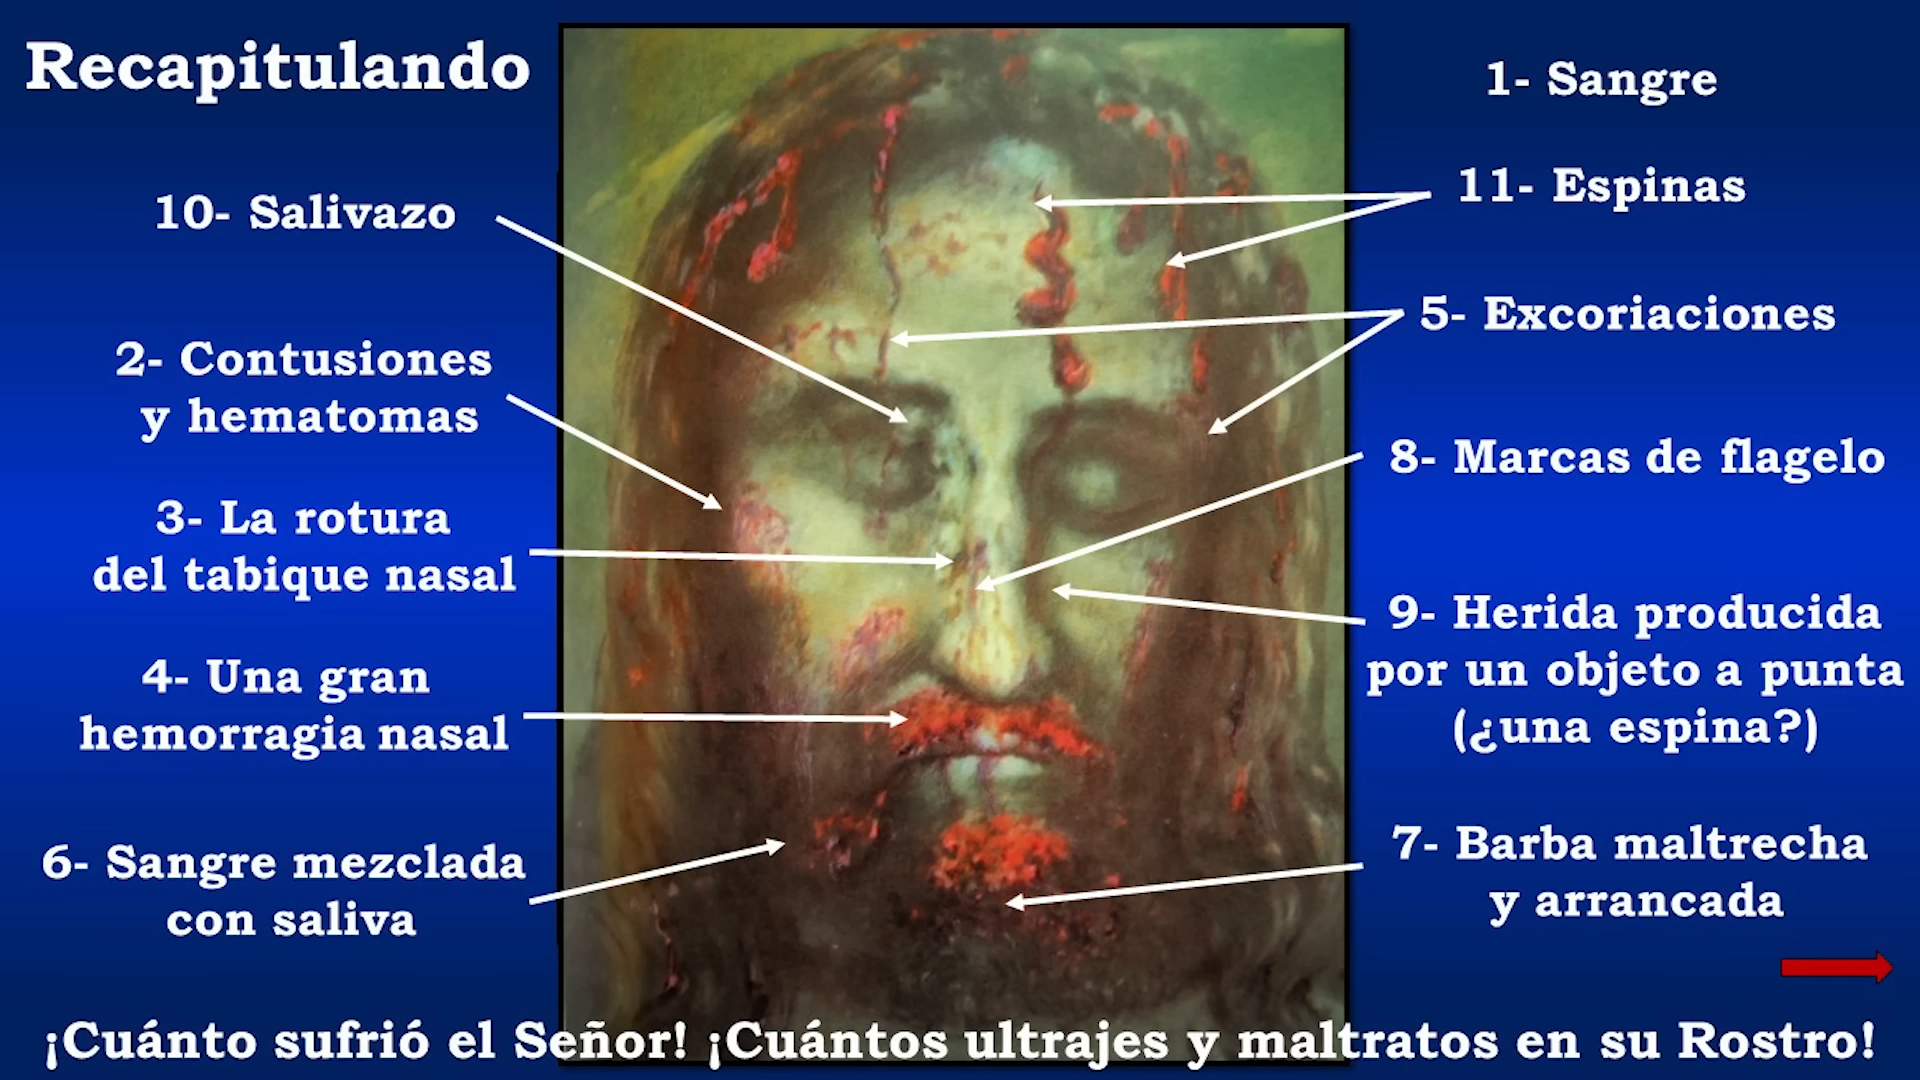 Recapitulando
10- Salivazo
2- Contusiones
y hematomas
3- La rotura
del tabique nasal
4- Una gran
hemorragia nasal
6- Sangre mezclada
con saliva
1- Sangre
11- Espinas
5- Excoriaciones
8- Marcas de flagelo
9- Herida producida
por un objeto a punta
(¿una espina?)
7- Barba maltrecha
y arrancada
¡Cuánto sufrió el Señor! ¡Cuántos ultrajes y maltratos en su Rostro!